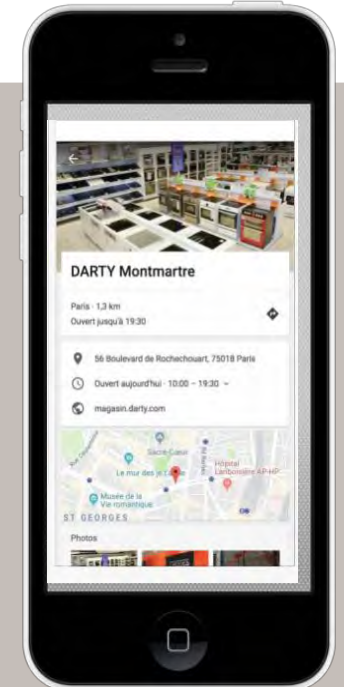 DARTY Montmartre
Paris · 1,3 km
Ouvert jusqu'à 19:30
56 Boulevard de Rochechouart, 75018 Paris
Ouvert aujourd'hui · 10:00 – 19:30
magasin.darty.com
Sacré-Cœur
Le mur des je t'aime
Hôpital
Lariboisière AP-HP
Musée de la
Vie romantique
ST GEORGES
Photos